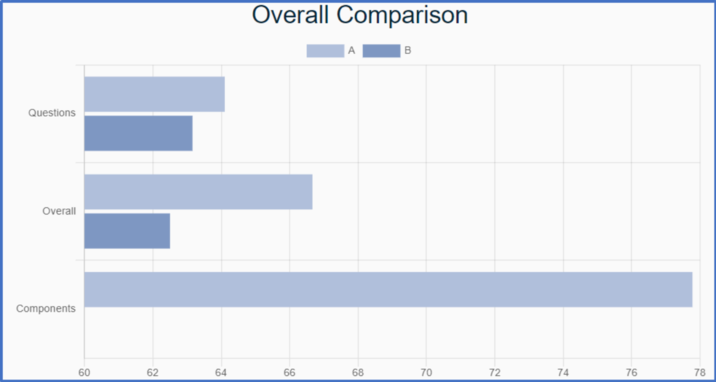 Overall Comparison
A B
Questions
Overall
Components
60 62 64 66 68 70 72 74 76 78